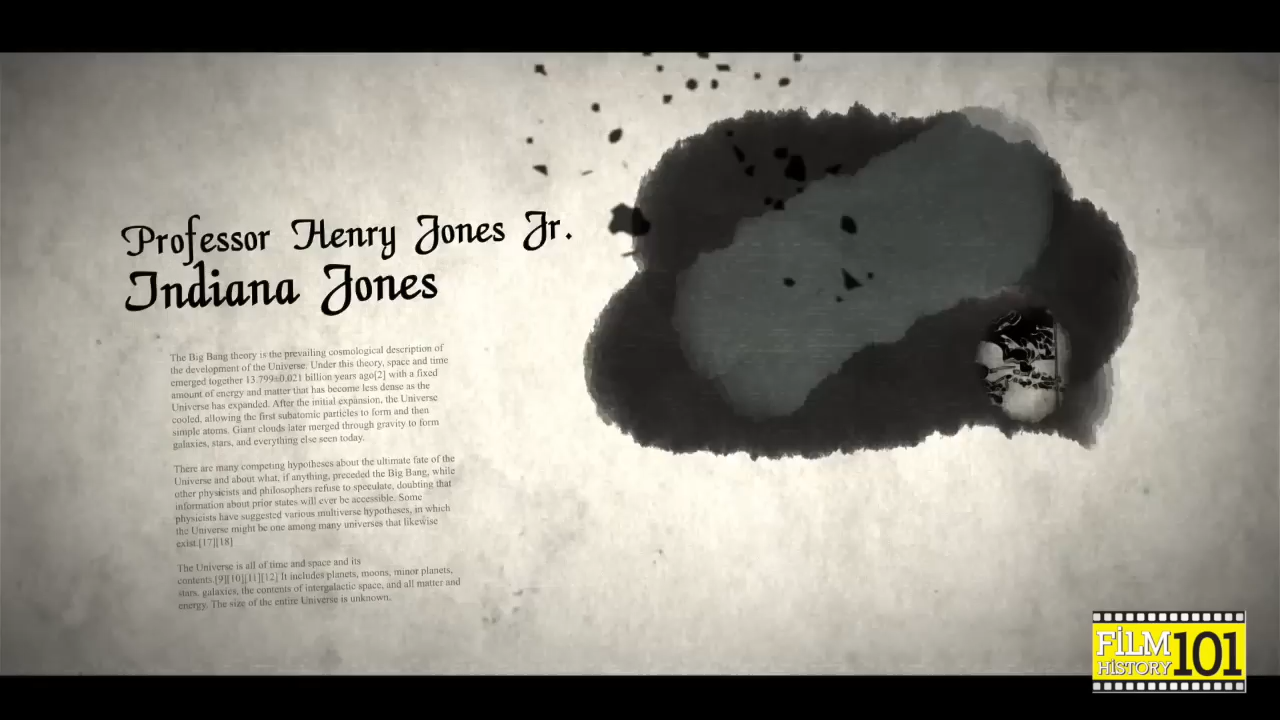 Professor Henry Jones Jr.
Indiana Jones
The Big Bang theory is the prevailing cosmological description of
the development of the Universe. Under this theory, space and time
emerged together 13.799±0.021 billion years ago[2] with a fixed
amount of energy and matter that has become less dense as the
Universe has expanded. After the initial expansion, the Universe
cooled, allowing the first subatomic particles to form and then
simple atoms. Giant clouds later merged through gravity to form
galaxies, stars, and everything else seen today.
There are many competing hypotheses about the ultimate fate of the
Universe and about what, if anything, preceded the Big Bang, while
other physicists and philosophers refuse to speculate, doubting that
information about prior states will ever be accessible. Some
physicists have suggested various multiverse hypotheses, in which
the Universe might be one among many universes that likewise
exist.[17][18]
The Universe is all of time and space and its
contents.[9][10][11][12] It includes planets, moons, minor planets,
stars, galaxies, the contents of intergalactic space, and all matter and
energy. The size of the entire Universe is unknown.
FİLM
HİSTORY 101